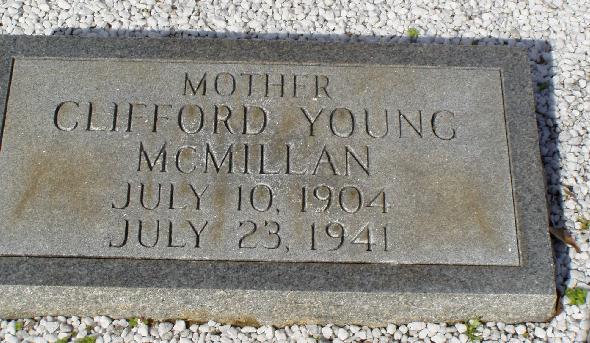 MOTHER
CLIFFORD YOUNG
McMILLAN
JULY 10, 1904
JULY 23, 1941